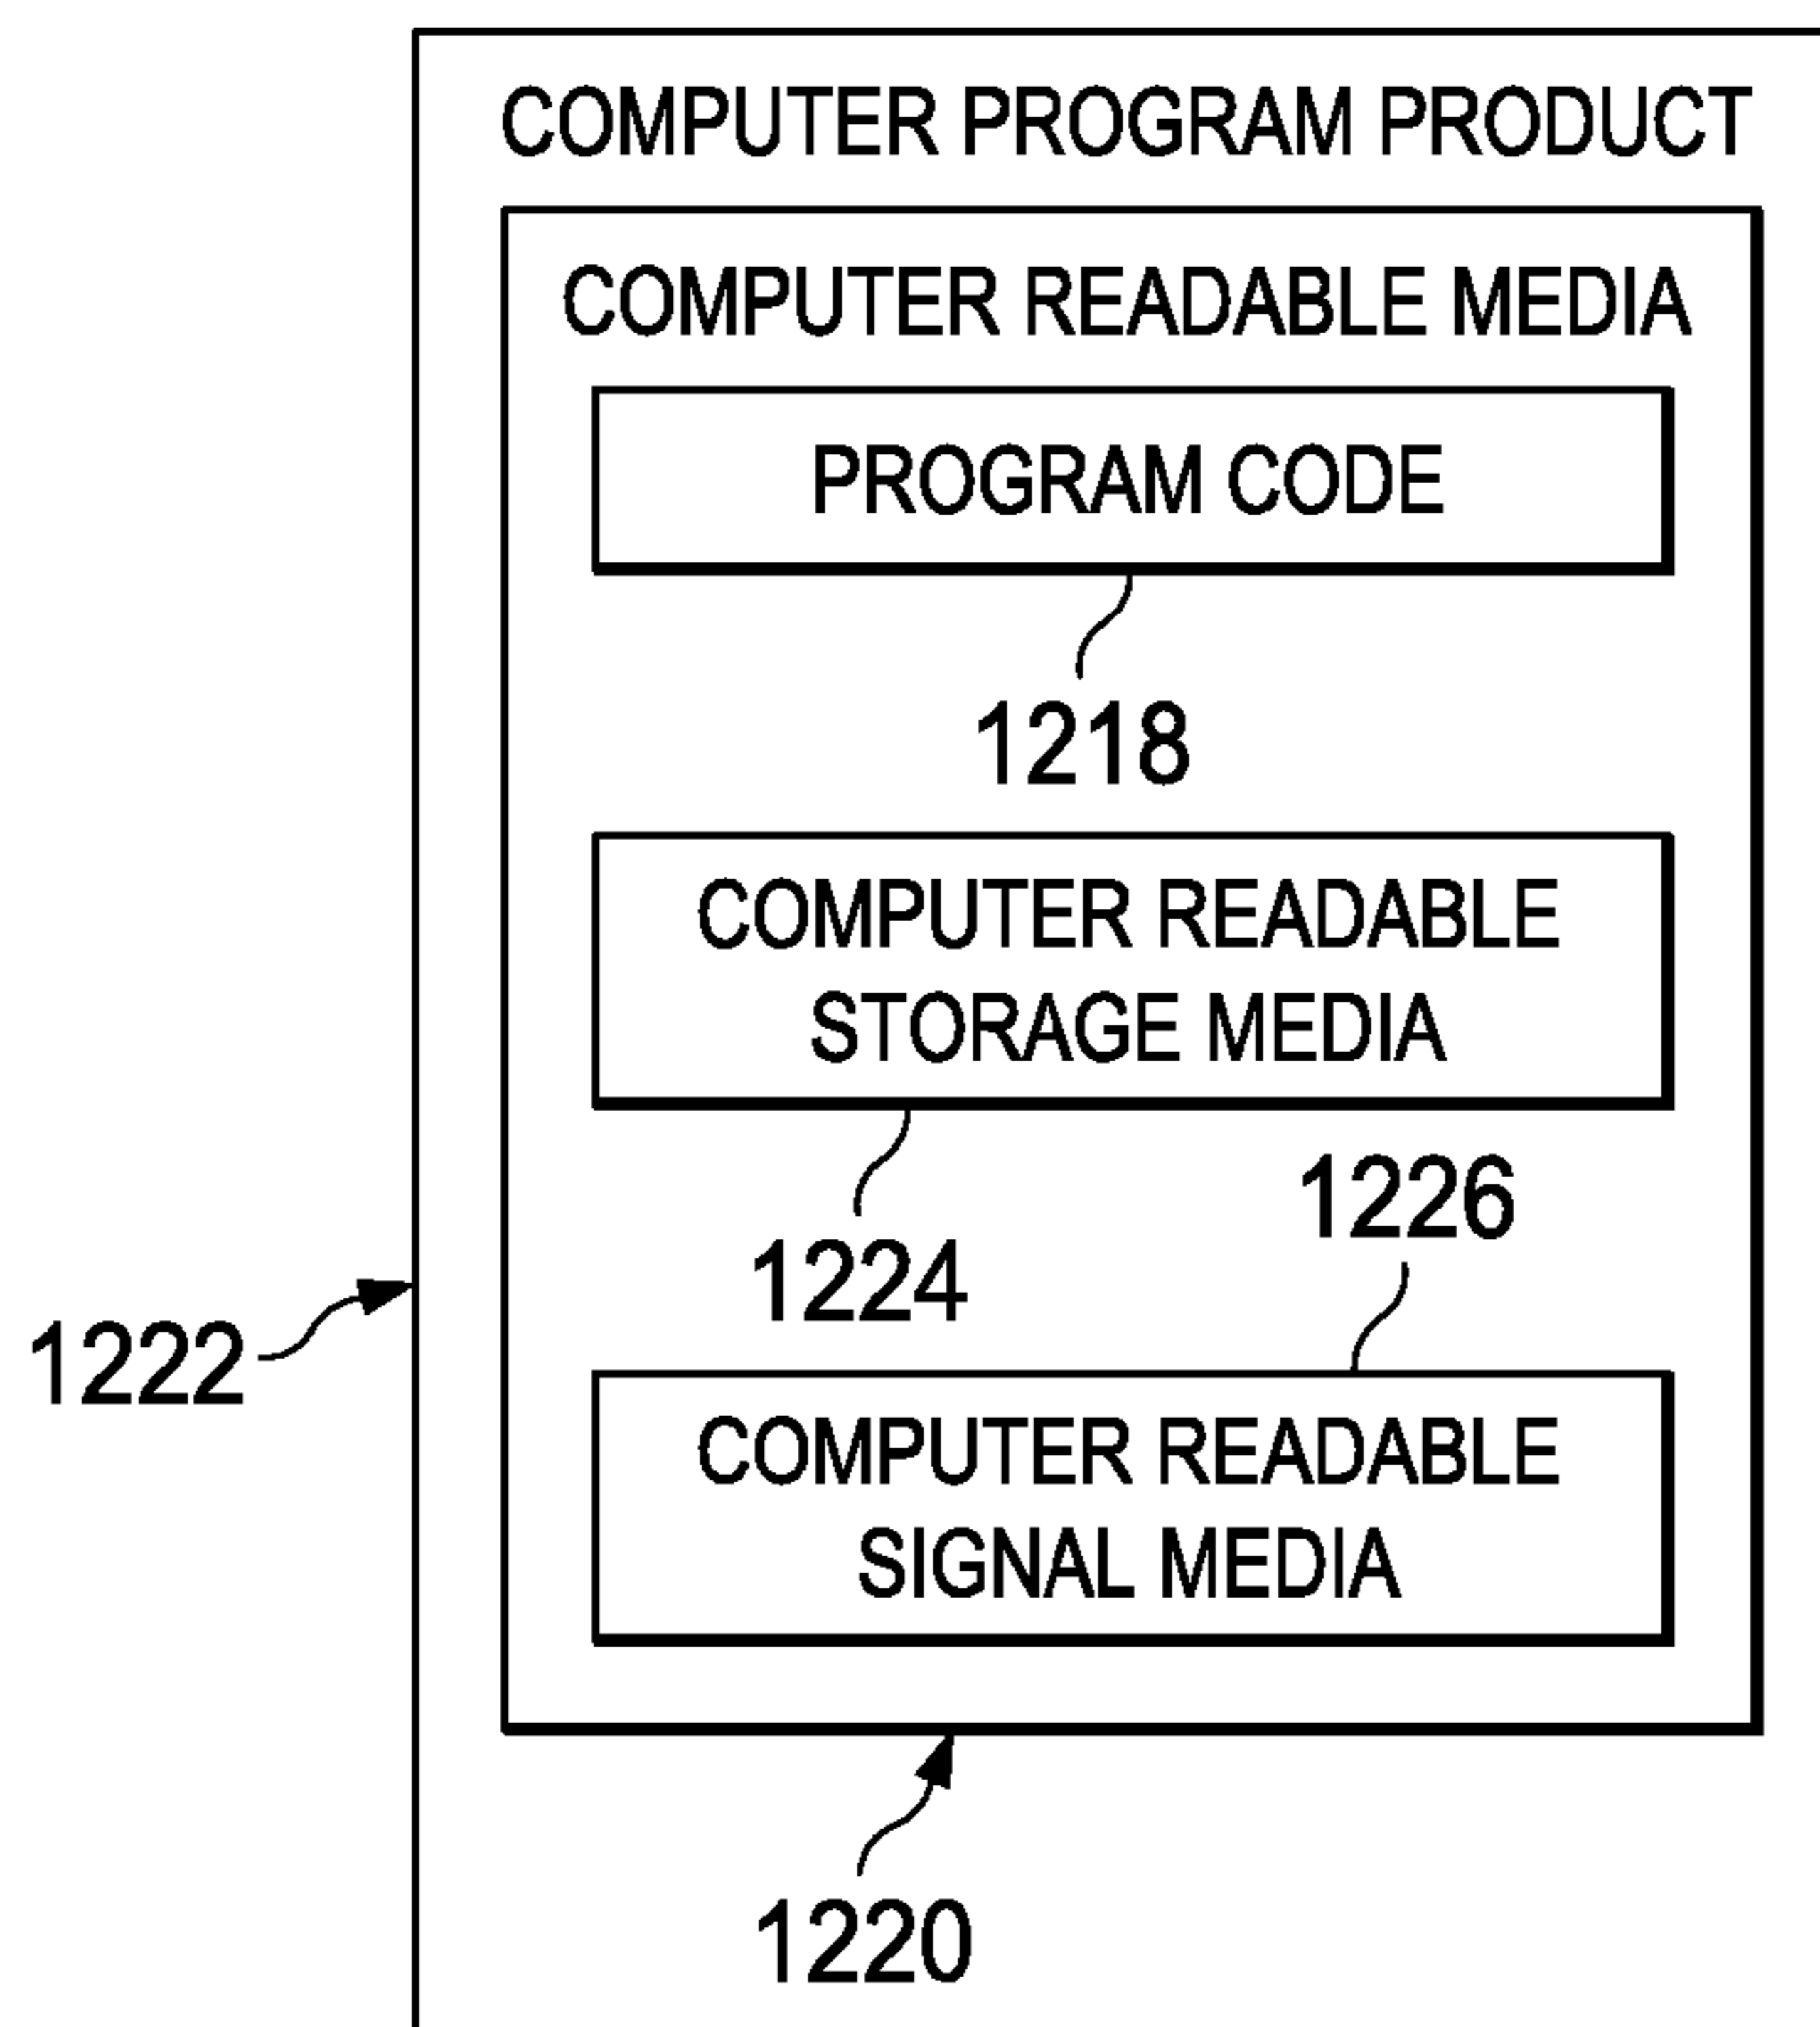 COMPUTER PROGRAM PRODUCT
COMPUTER READABLE MEDIA
PROGRAM CODE
1218
COMPUTER READABLE
STORAGE MEDIA
1226
1224
1222
COMPUTER READABLE
SIGNAL MEDIA
1220